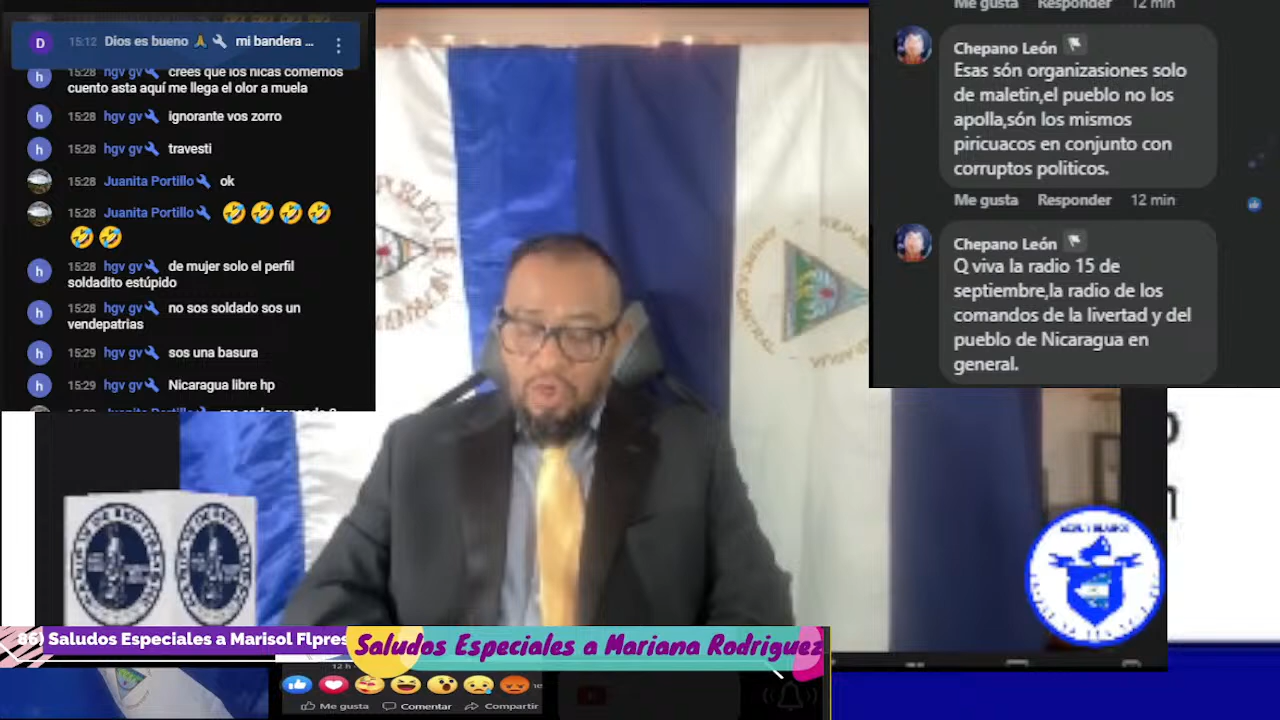 D 15:12 Dios es bueno 🙏 mi bandera ...
h 15:28 hgv gv crees que los nicas comemos
cuento asta aquí me llega el olor a muela
h 15:28 hgv gv ignorante vos zorro
h 15:28 hgv gv travesti
15:28 Juanita Portillo ok
15:28 Juanita Portillo 🤣🤣🤣🤣
🤣🤣
h 15:28 hgv gv de mujer solo el perfil
soldadito estúpido
h 15:28 hgv gv no sos soldado sos un
vendepatrias
h 15:29 hgv gv sos una basura
h 15:29 hgv gv Nicaragua libre hp
Me gusta Responder 12 min
Chepano León
Esas són organizasiones solo
de maletin,el pueblo no los
apolla,són los mismos
piricuacos en conjunto con
corruptos politicos.
Me gusta Responder 12 min
Chepano León
Q viva la radio 15 de
septiembre,la radio de los
comandos de la livertad y del
pueblo de Nicaragua en
general.
86) Saludos Especiales a Marisol Flpres
Saludos Especiales a Mariana Rodriguez
12 h
Me gusta Comentar Compartir